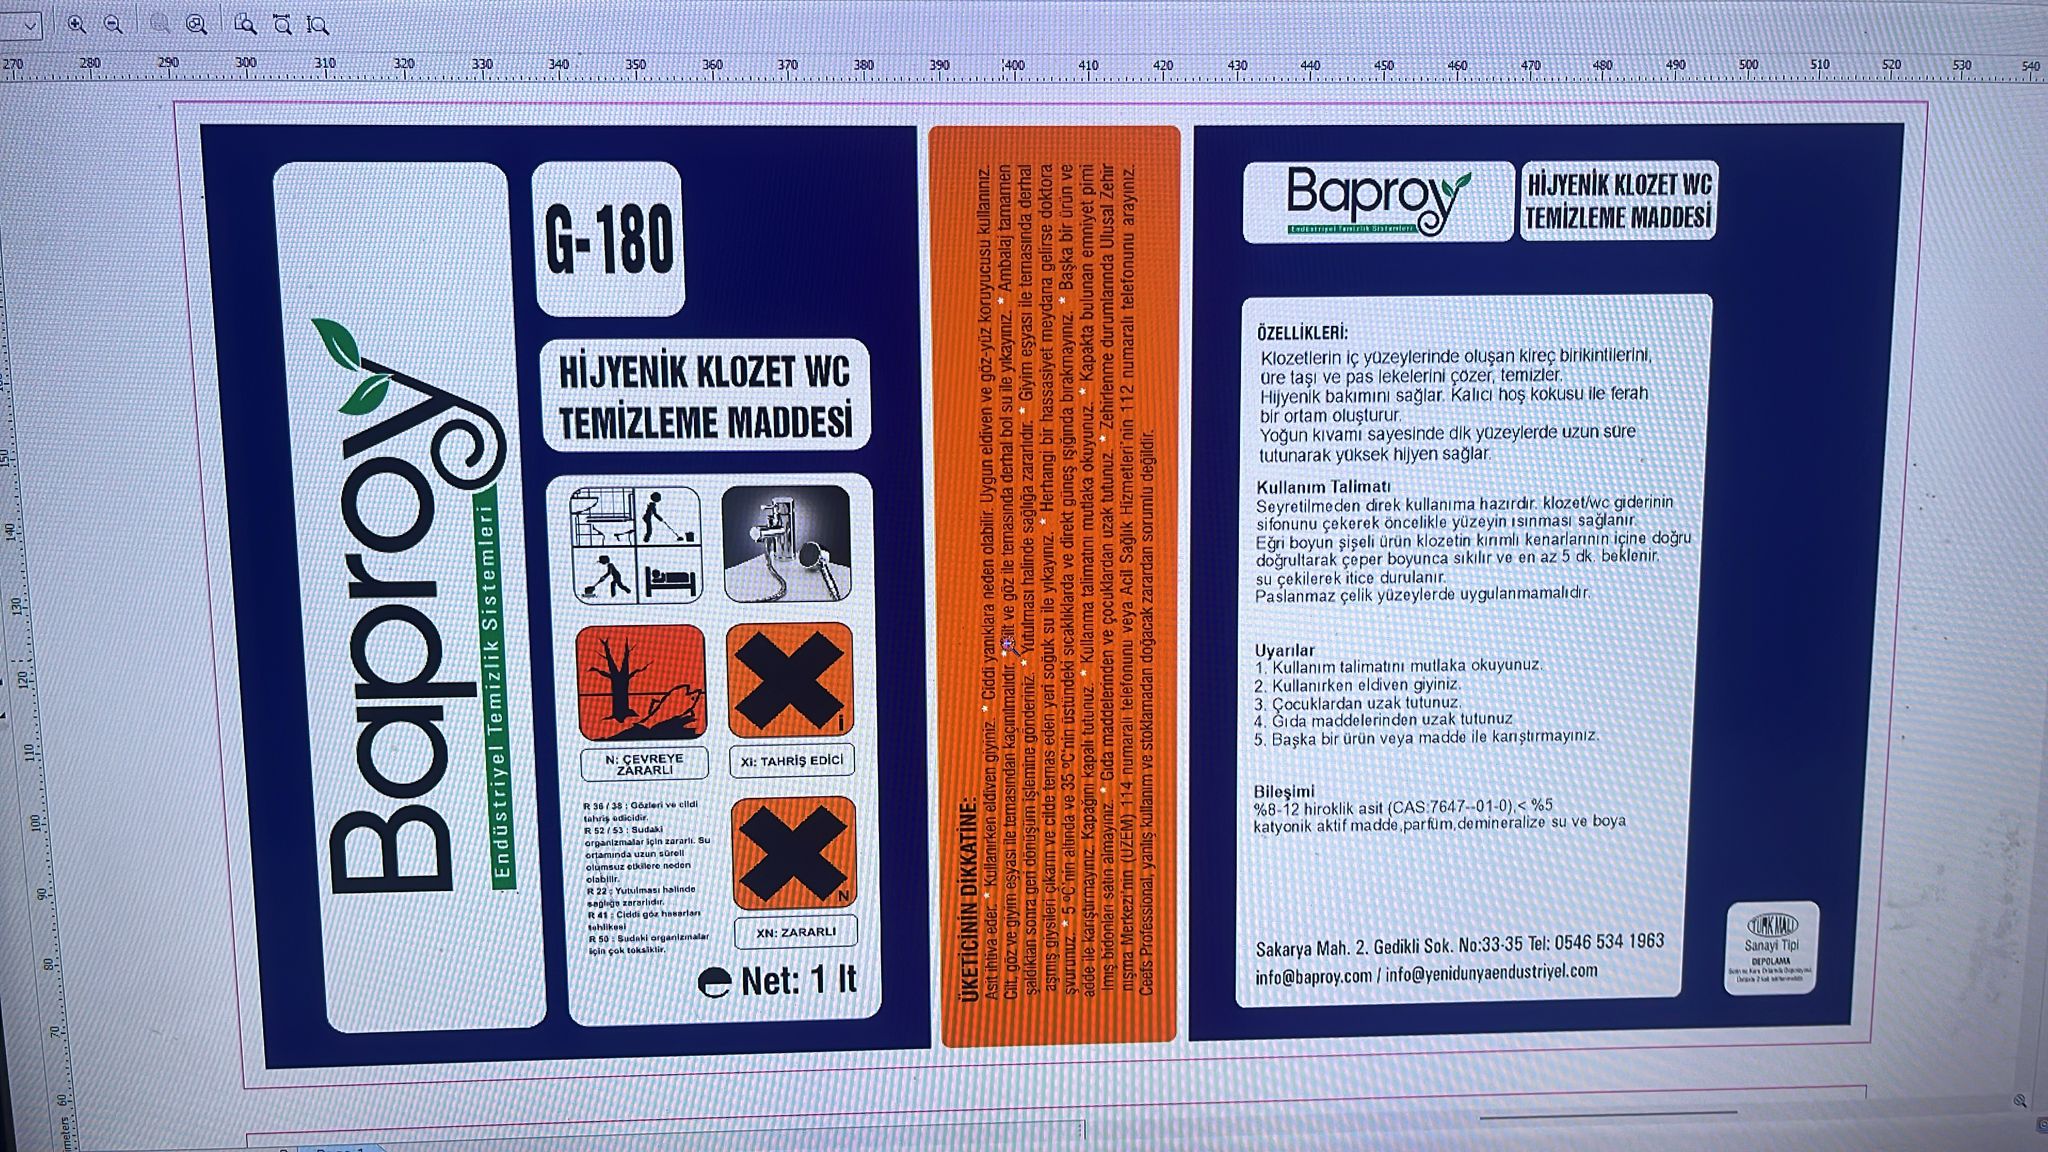 270 280 290 300 310 320 330 340 350 360 370 380 390 400 410 420 430 440 450 460 470 480 490 500 510 520 530 540
Baproy
Endüstriyel Temizlik Sistemleri
G-180
HİJYENİK KLOZET WC
TEMİZLEME MADDESİ
N: ÇEVREYE
ZARARLI
i
Xi: TAHRİŞ EDİCİ
R 36 / 38 : Gözleri ve cildi
tahriş edicidir.
R 52 / 53 : Sudaki
organizmalar için zararlı. Su
ortamında uzun süreli
olumsuz etkilere neden
olabilir.
R 22 : Yutulması halinde
sağlığa zararlıdır.
R 41 : Ciddi göz hasarları
tehlikesi
R 50 : Sudaki organizmalar
için çok toksiktir.
N
XN: ZARARLI
e Net: 1 lt
ÜKETİCİNİN DİKKATİNE:
Asit ihtiva eder. * Kullanırken eldiven giyiniz. * Ciddi yanıklara neden olabilir. Uygun eldiven ve göz-yüz koruyucusu kullanınız.
Cilt, göz ve giyim eşyası ile temasından kaçınılmalıdır. * ve göz ile temasında derhal bol su ile yıkayınız. * Ambalaj tamamen
şaldıktan sonra geri dönüşüm işlemine gönderiniz. * Yutulması halinde sağlığa zararlıdır. * Giyim eşyası ile temasında derhal
aşmış giysileri çıkarın ve cilde temas eden yeri soğuk su ile yıkayınız. * Herhangi bir hassasiyet meydana gelirse doktora
şvurunuz. * 5 ºC'nin altında ve 35 ºC'nin üstündeki sıcaklıklarda ve direkt güneş ışığında bırakmayınız. * Başka bir ürün ve
adde ile karıştırmayınız. Kapağını kapalı tutunuz. * Kullanma talimatını mutlaka okuyunuz. * Kapakta bulunan emniyet pimi
lmış bidonları satın almayınız. * Gıda maddelerinden ve çocuklardan uzak tutunuz. * Zehirlenme durumlarında Ulusal Zehir
nışma Merkezi'nin (UZEM) 114 numaralı telefonunu veya Acil Sağlık Hizmetleri'nin 112 numaralı telefonunu arayınız.
Ceets Professional, yanlış kullanım ve stoklamadan doğacak zarardan sorumlu değildir.
Baproy
Endüstriyel Temizlik Sistemleri
HİJYENİK KLOZET WC
TEMİZLEME MADDESİ
ÖZELLİKLERİ:
Klozetlerin iç yüzeylerinde oluşan kireç birikintilerini,
üre taşı ve pas lekelerini çözer, temizler.
Hijyenik bakımını sağlar. Kalıcı hoş kokusu ile ferah
bir ortam oluşturur.
Yoğun kıvamı sayesinde dik yüzeylerde uzun süre
tutunarak yüksek hijyen sağlar.
Kullanım Talimatı
Seyretilmeden direk kullanıma hazırdır. klozet/wc giderinin
sifonunu çekerek öncelikle yüzeyin ısınması sağlanır.
Eğri boyun şişeli ürün klozetin kırımlı kenarlarının içine doğru
doğrultarak çeper boyunca sıkılır ve en az 5 dk. beklenir.
su çekilerek itice durulanır.
Paslanmaz çelik yüzeylerde uygulanmamalıdır.
Uyarılar
1. Kullanım talimatını mutlaka okuyunuz.
2. Kullanırken eldiven giyiniz.
3. Çocuklardan uzak tutunuz.
4. Gıda maddelerinden uzak tutunuz
5. Başka bir ürün veya madde ile karıştırmayınız.
Bileşimi
%8-12 hiroklik asit (CAS:7647--01-0),< %5
katyonik aktif madde,parfüm,demineralize su ve boya
Sakarya Mah. 2. Gedikli Sok. No:33-35 Tel: 0546 534 1963
info@baproy.com / info@yenidunyaendustriyel.com
TÜRK MALI
Sanayi Tipi
DEPOLAMA